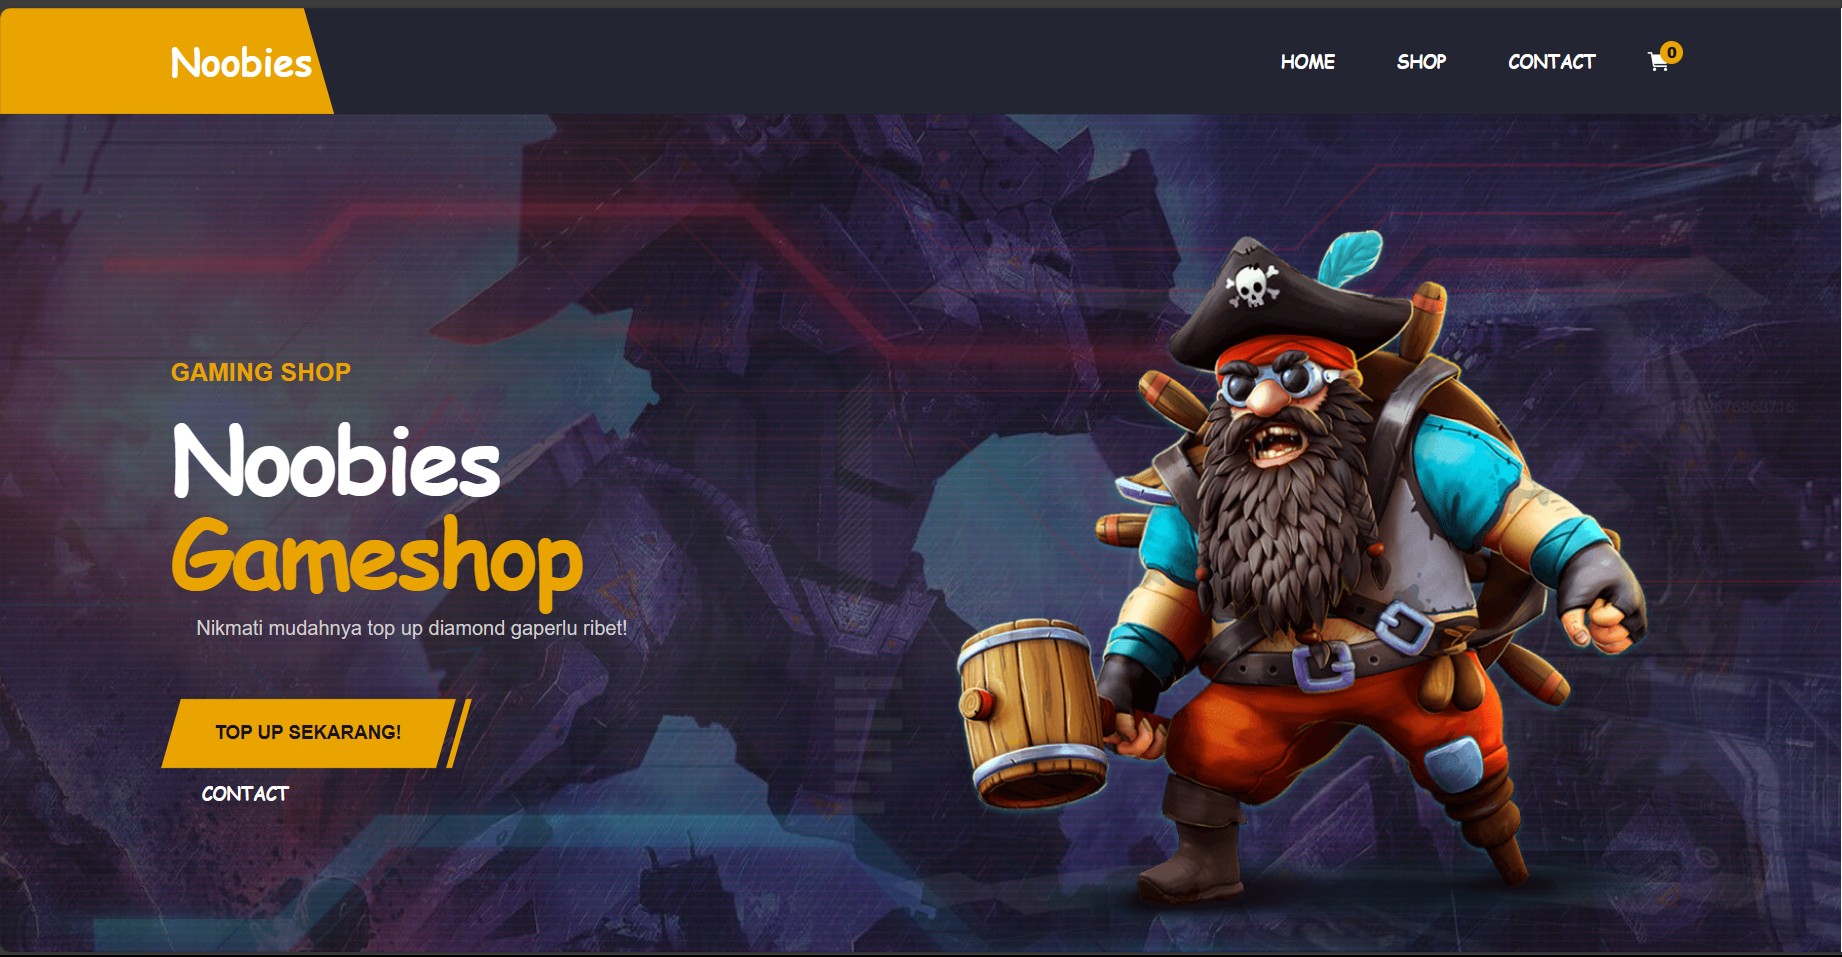 Noobies
HOME SHOP CONTACT 0
GAMING SHOP
Noobies
Gameshop
Nikmati mudahnya top up diamond gaperlu ribet!
TOP UP SEKARANG!
CONTACT